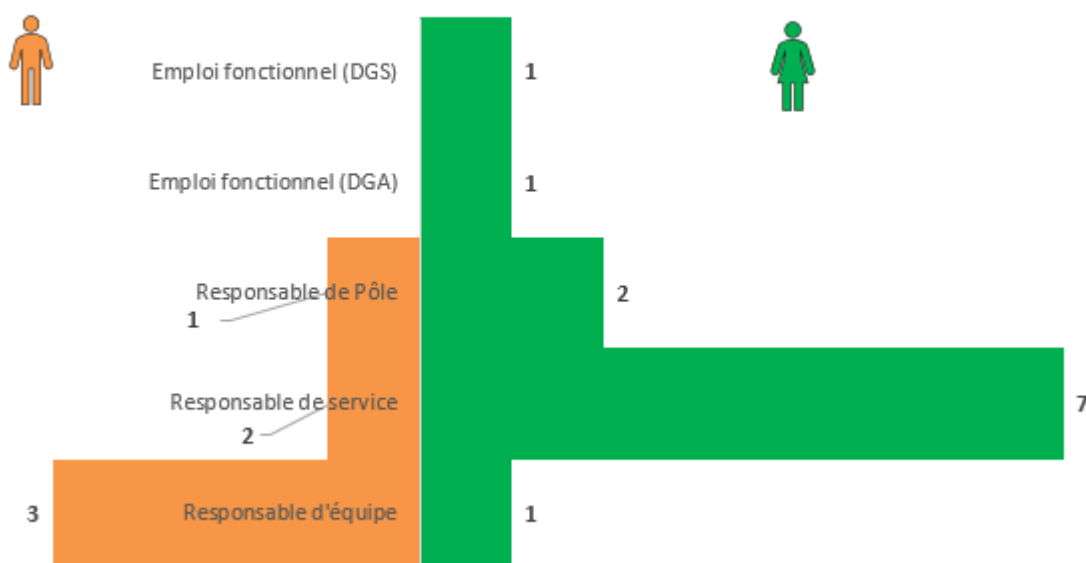 Emploi fonctionnel (DGS) 1
Emploi fonctionnel (DGA) 1
Responsable de Pôle 2
1
Responsable de service 7
2
3 Responsable d'équipe 1